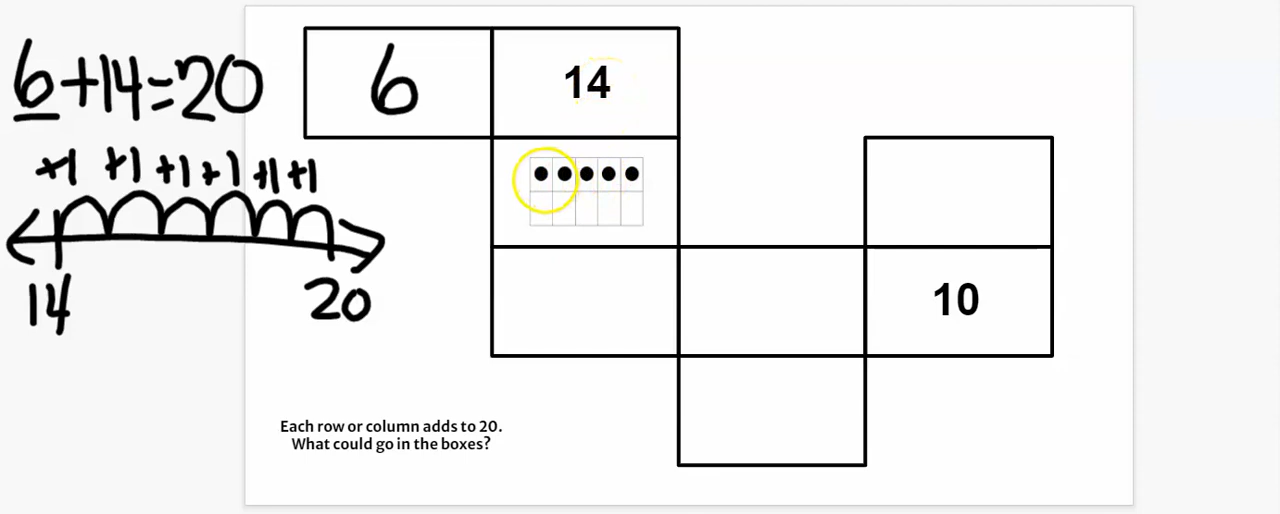 6+14=20
6
14
+1 +1 +1 +1 +1 +1
14
20
10
Each row or column adds to 20.
What could go in the boxes?